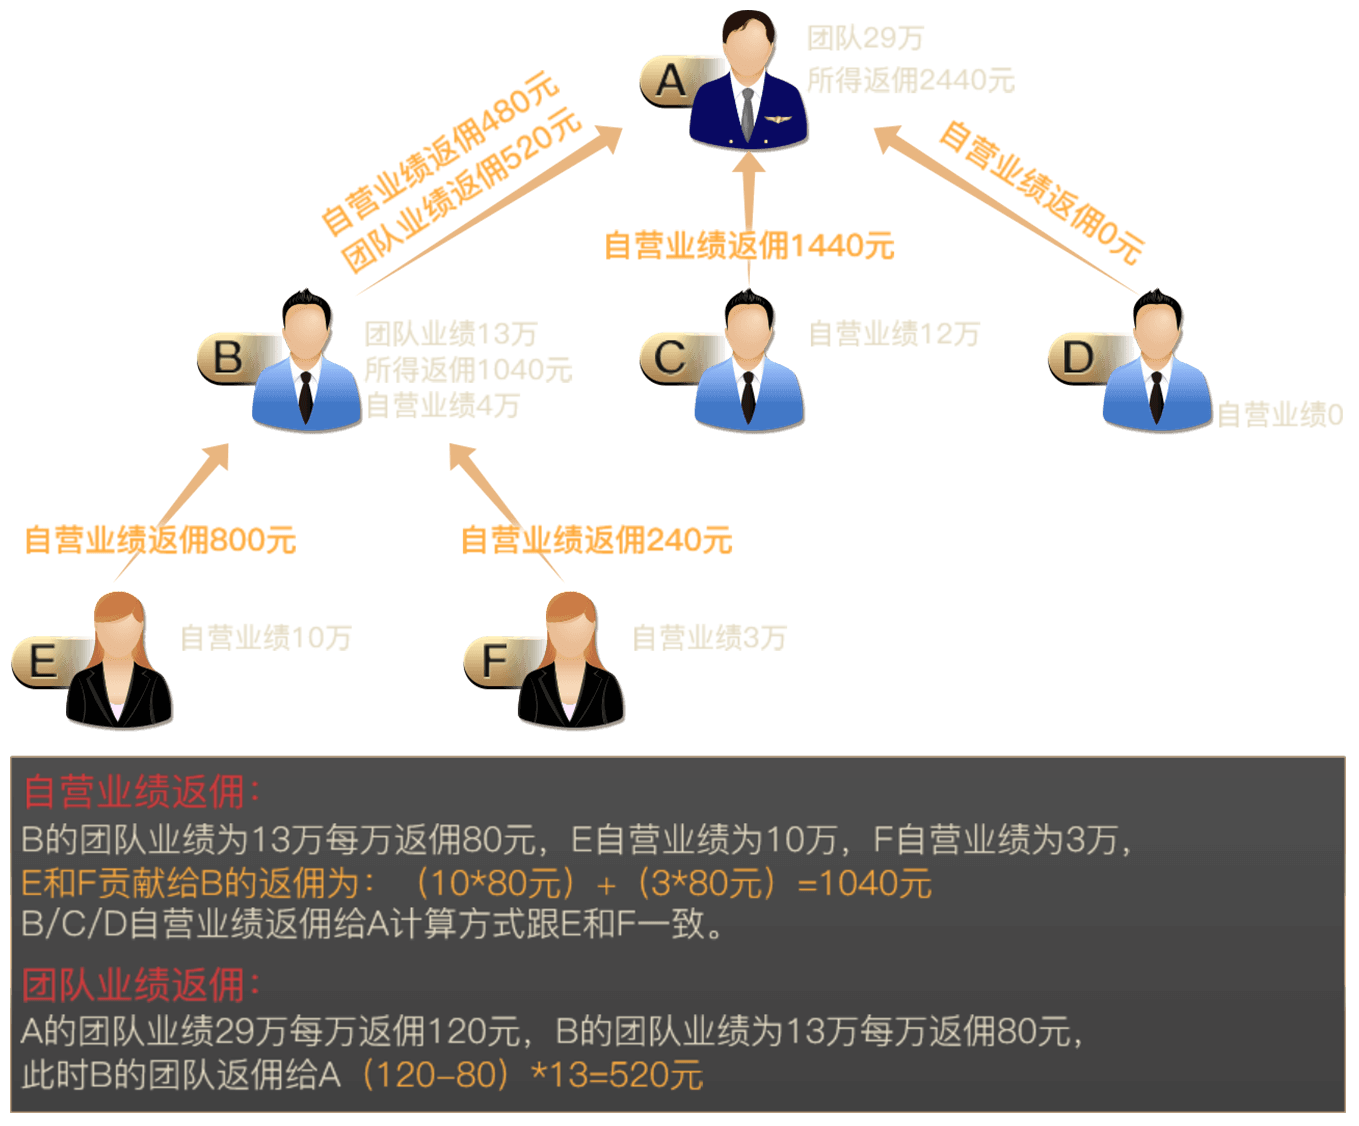 A
团队29万
所得返佣2440元
自营业绩返佣480元
团队业绩返佣520元
自营业绩返佣1440元
自营业绩返佣0元
B
团队业绩13万
所得返佣1040元
自营业绩4万
C
自营业绩12万
D
自营业绩0
自营业绩返佣800元
自营业绩返佣240元
E
自营业绩10万
F
自营业绩3万
自营业绩返佣：
B的团队业绩为13万每万返佣80元，E自营业绩为10万，F自营业绩为3万，
E和F贡献给B的返佣为：（10*80元）+（3*80元）=1040元
B/C/D自营业绩返佣给A计算方式跟E和F一致。
团队业绩返佣：
A的团队业绩29万每万返佣120元，B的团队业绩为13万每万返佣80元，
此时B的团队返佣给A（120-80）*13=520元